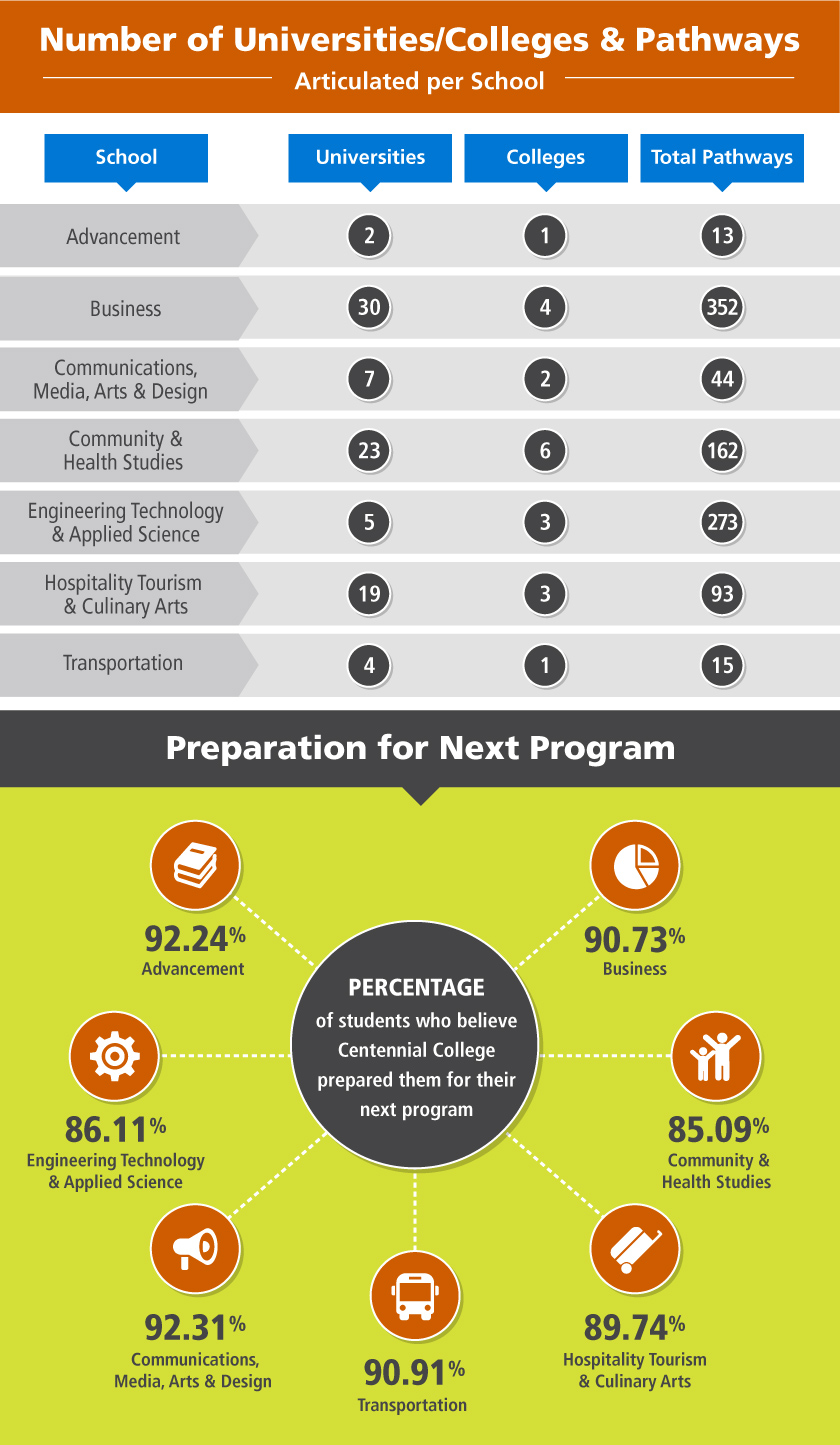 Number of Universities/Colleges & Pathways
Articulated per School
School
Universities
Colleges
Total Pathways
Advancement
2
1
13
Business
30
4
352
Communications,
Media, Arts & Design
7
2
44
Community &
Health Studies
23
6
162
Engineering Technology
& Applied Science
5
3
273
Hospitality Tourism
& Culinary Arts
19
3
93
Transportation
4
1
15
Preparation for Next Program
92.24%
Advancement
90.73%
Business
PERCENTAGE
of students who believe
Centennial College
prepared them for their
next program
86.11%
Engineering Technology
& Applied Science
85.09%
Community &
Health Studies
92.31%
Communications,
Media, Arts & Design
90.91%
Transportation
89.74%
Hospitality Tourism
& Culinary Arts